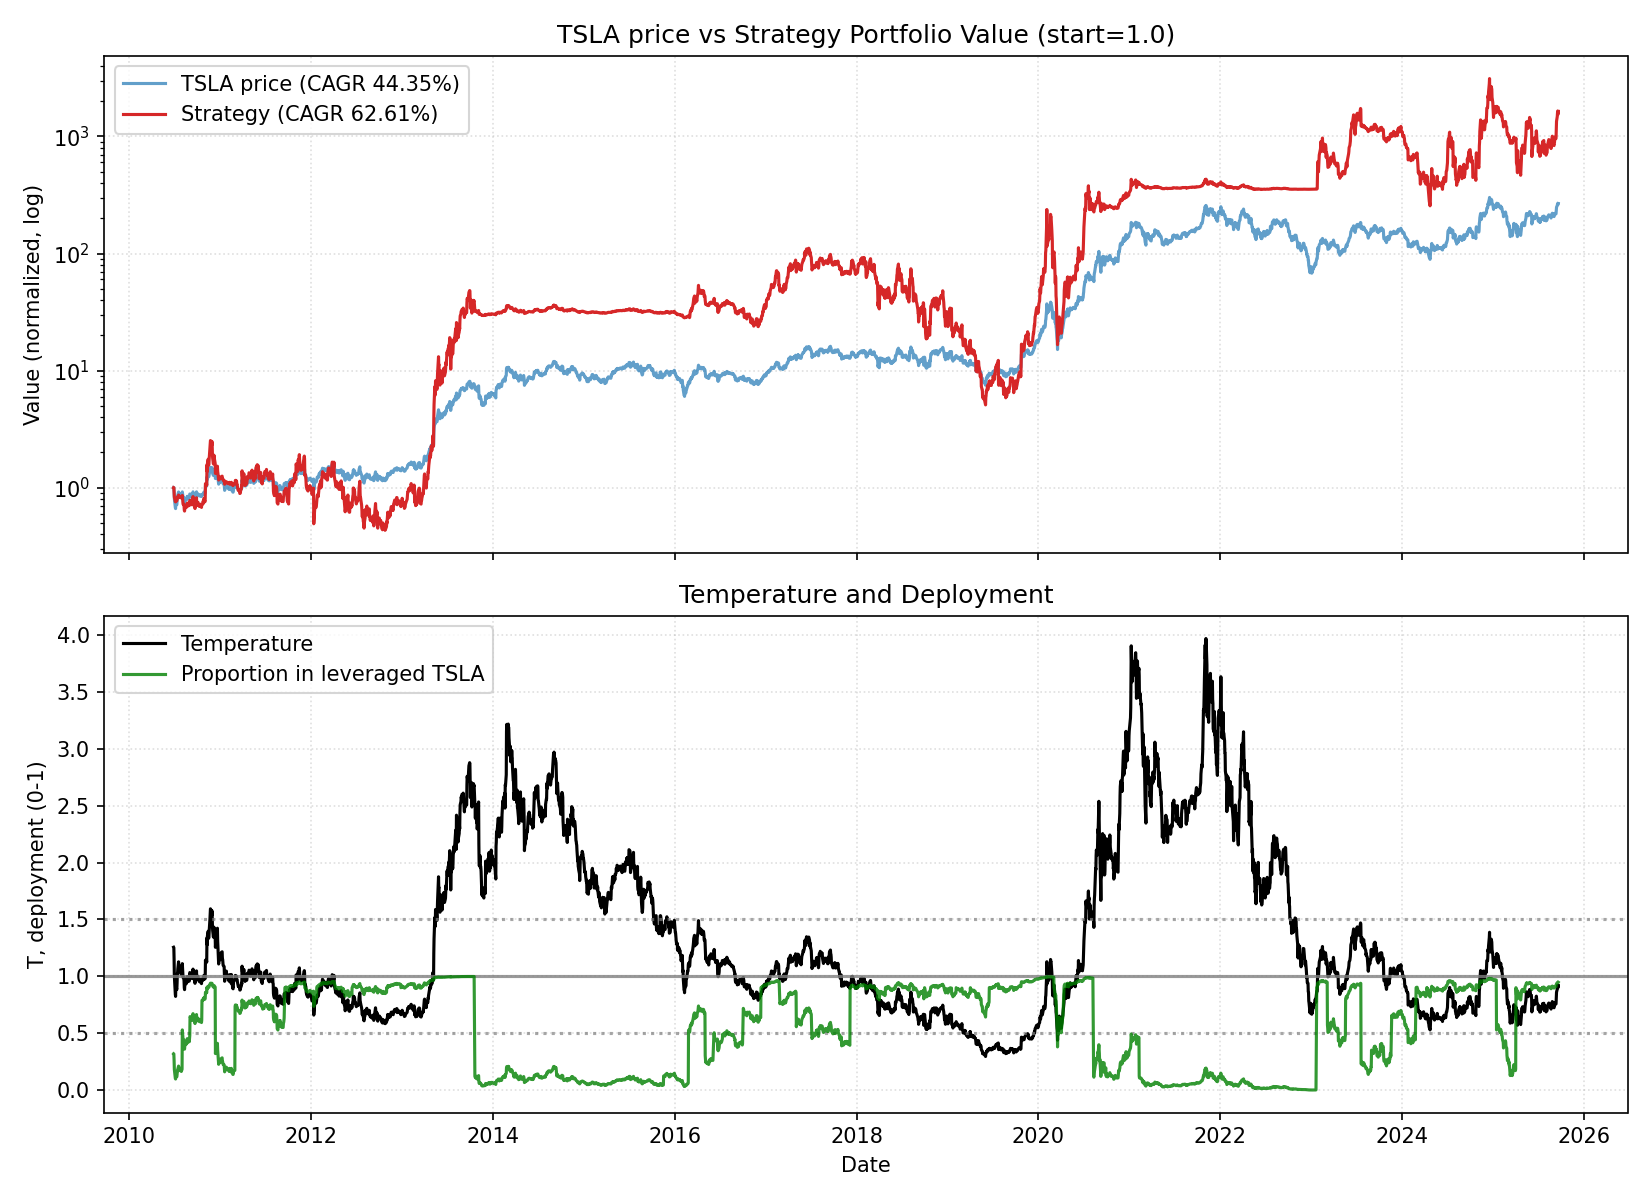 TSLA price vs Strategy Portfolio Value (start=1.0)
TSLA price (CAGR 44.35%)
Strategy (CAGR 62.61%)
Value (normalized, log)
10³
10²
10¹
10⁰
Temperature and Deployment
Temperature
Proportion in leveraged TSLA
T, deployment (0-1)
4.0
3.5
3.0
2.5
2.0
1.5
1.0
0.5
0.0
2010 2012 2014 2016 2018 2020 2022 2024 2026
Date